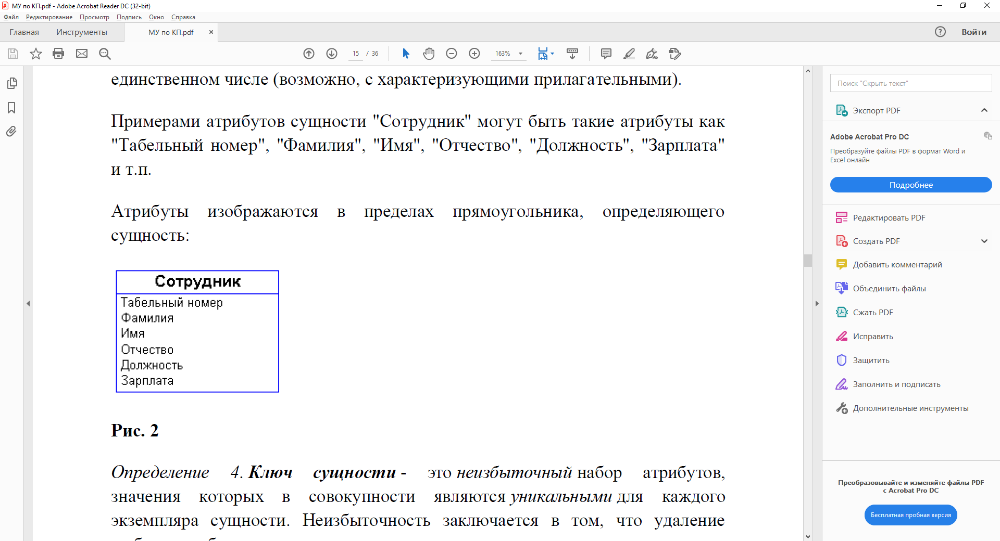 МУ по КП.pdf - Adobe Acrobat Reader DC (32-bit)
Файл Редактирование Просмотр Подпись Окно Справка
Главная Инструменты МУ по КП.pdf Войти
15 / 36 163%
единственном числе (возможно, с характеризующими прилагательными).
Примерами атрибутов сущности "Сотрудник" могут быть такие атрибуты как
"Табельный номер", "Фамилия", "Имя", "Отчество", "Должность", "Зарплата"
и т.п.
Атрибуты изображаются в пределах прямоугольника, определяющего
сущность:
Сотрудник
Табельный номер
Фамилия
Имя
Отчество
Должность
Зарплата
Рис. 2
Определение 4. Ключ сущности - это неизбыточный набор атрибутов,
значения которых в совокупности являются уникальными для каждого
экземпляра сущности. Неизбыточность заключается в том, что удаление
Поиск "Скрыть текст"
Экспорт PDF
Adobe Acrobat Pro DC
Преобразуйте файлы PDF в формат Word и
Excel онлайн
Подробнее
Редактировать PDF
Создать PDF
Добавить комментарий
Объединить файлы
Сжать PDF
Исправить
Защитить
Заполнить и подписать
Дополнительные инструменты
Преобразовывайте и изменяйте файлы PDF
с Acrobat Pro DC
Бесплатная пробная версия